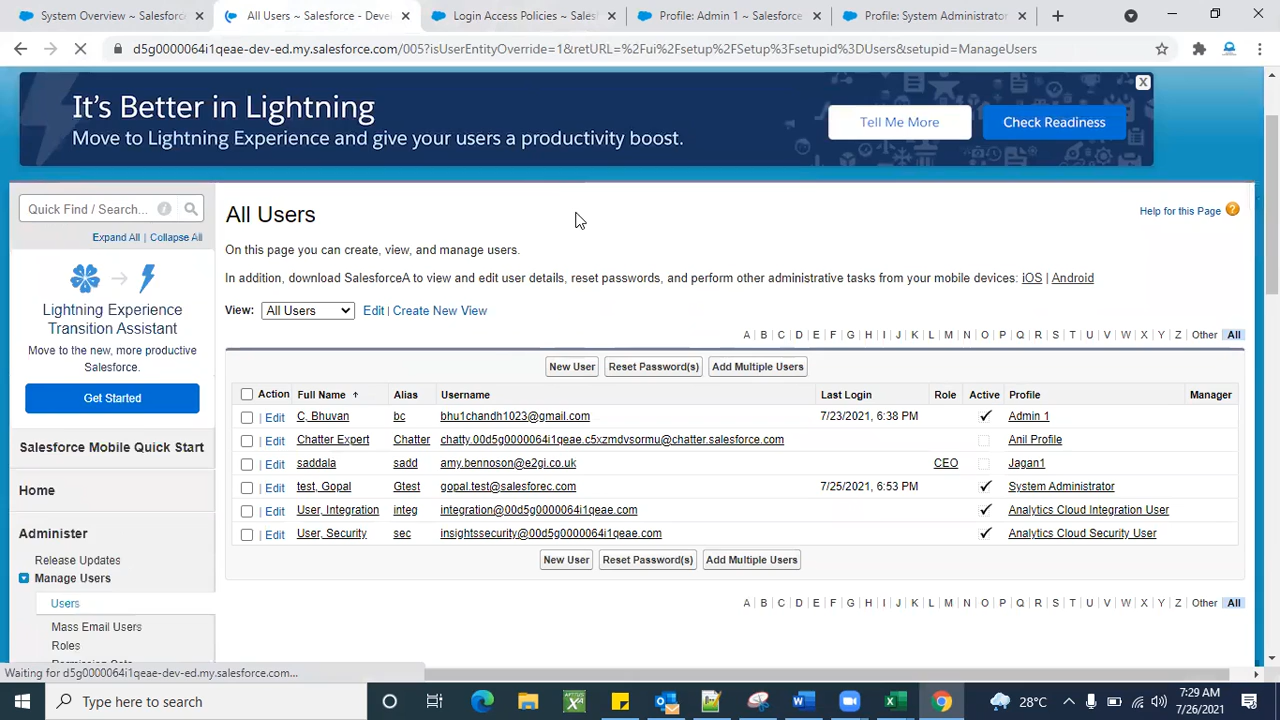 System Overview ~ Salesforc
All Users ~ Salesforce - Deve
Login Access Policies ~ Sales
Profile: Admin 1 ~ Salesforce
Profile: System Administrator
d5g0000064i1qeae-dev-ed.my.salesforce.com/005?isUserEntityOverride=1&retURL=%2Fui%2Fsetup%2FSetup%3Fsetupid%3DUsers&setupid=ManageUsers
It's Better in Lightning
Move to Lightning Experience and give your users a productivity boost.
Tell Me More
Check Readiness
X
Quick Find / Search...
Expand All | Collapse All
Lightning Experience
Transition Assistant
Move to the new, more productive
Salesforce.
Get Started
Salesforce Mobile Quick Start
Home
Administer
Release Updates
Manage Users
Users
Mass Email Users
Roles
All Users
Help for this Page ?
On this page you can create, view, and manage users.
In addition, download SalesforceA to view and edit user details, reset passwords, and perform other administrative tasks from your mobile devices: iOS | Android
View: All Users Edit | Create New View
A B C D E F G H I J K L M N O P Q R S T U V W X Y Z Other All
New User Reset Password(s) Add Multiple Users
Action Full Name Alias Username Last Login Role Active Profile Manager
| Edit C, Bhuvan bc bhu1chandh1023@gmail.com 7/23/2021, 6:38 PM Admin 1
| Edit Chatter Expert Chatter chatty.00d5g0000064i1qeae.c5xzmdvsormu@chatter.salesforce.com Anil Profile
| Edit saddala sadd amy.bennoson@e2gi.co.uk CEO Jagan1
| Edit test, Gopal Gtest gopal.test@salesforec.com 7/25/2021, 6:53 PM System Administrator
| Edit User, Integration integ integration@00d5g0000064i1qeae.com Analytics Cloud Integration User
| Edit User, Security sec insightssecurity@00d5g0000064i1qeae.com Analytics Cloud Security User
New User Reset Password(s) Add Multiple Users
A B C D E F G H I J K L M N O P Q R S T U V W X Y Z Other All
Waiting for d5g0000064i1qeae-dev-ed.my.salesforce.com...
Type here to search
28°C
7:29 AM
7/26/2021